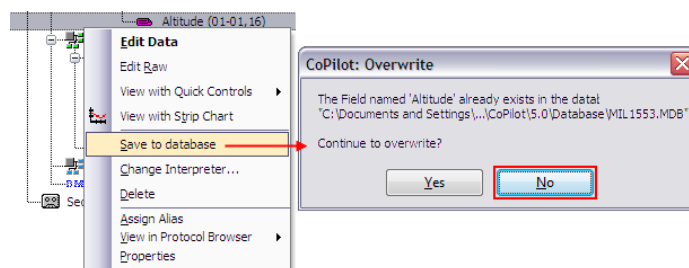 Altitude (01-01,16)
Edit Data
Edit Raw
View with Quick Controls
View with Strip Chart
Save to database
Change Interpreter...
Delete
Assign Alias
View in Protocol Browser
Properties
Sec
CoPilot: Overwrite
The Field named 'Altitude' already exists in the datab
"C:\Documents and Settings\...\CoPilot\5.0\Database\MIL1553.MDB"
Continue to overwrite?
Yes
No